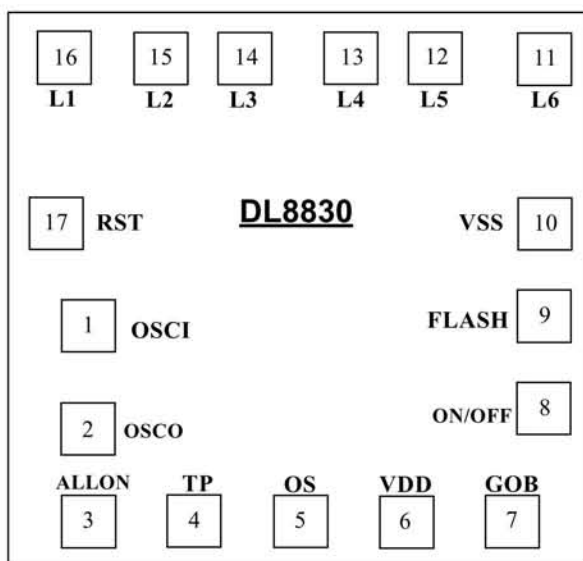 16 15 14 13 12 11
L1 L2 L3 L4 L5 L6
17 RST DL8830 VSS 10
1 OSCI FLASH 9
2 OSCO ON/OFF 8
ALLON TP OS VDD GOB
3 4 5 6 7